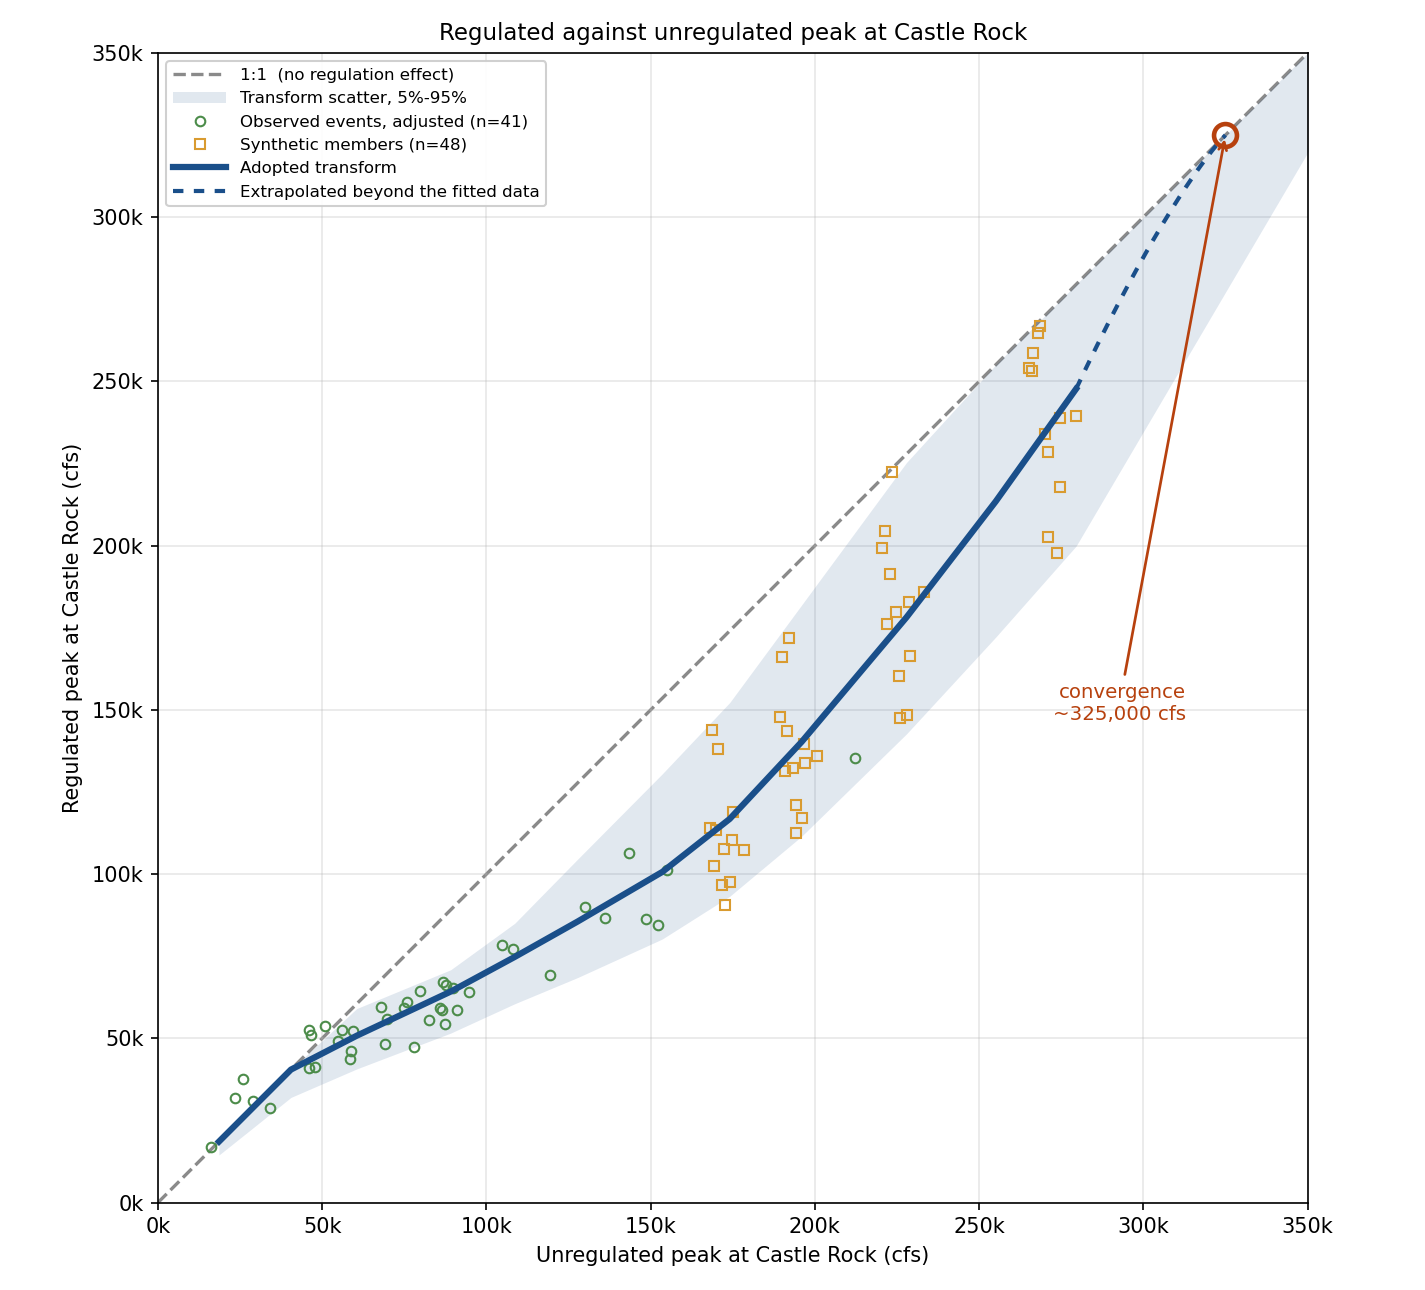 Regulated against unregulated peak at Castle Rock
350k
300k
250k
200k
150k
100k
50k
0k
Regulated peak at Castle Rock (cfs)
1:1 (no regulation effect)
Transform scatter, 5%-95%
Observed events, adjusted (n=41)
Synthetic members (n=48)
Adopted transform
Extrapolated beyond the fitted data
convergence
~325,000 cfs
0k 50k 100k 150k 200k 250k 300k 350k
Unregulated peak at Castle Rock (cfs)